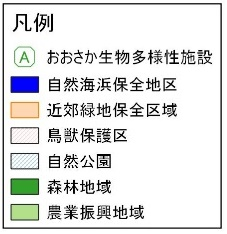 凡例
A おおさか生物多様性施設
自然海浜保全地区
近郊緑地保全区域
鳥獣保護区
自然公園
森林地域
農業振興地域